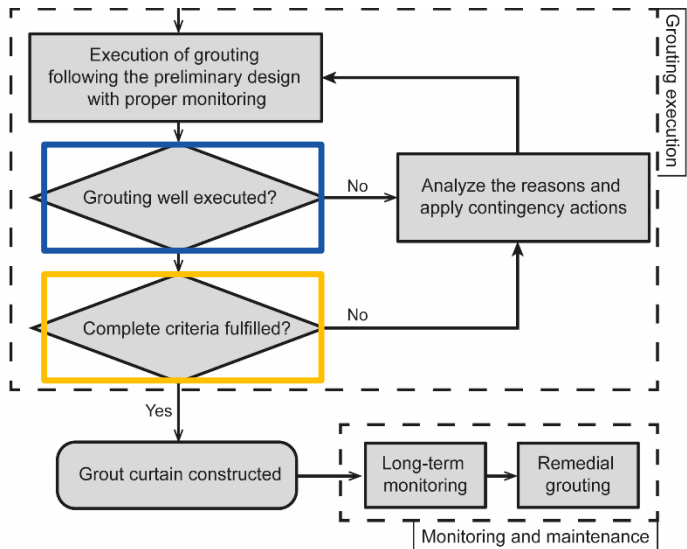 Execution of grouting
following the preliminary design
with proper monitoring
Grouting execution
Grouting well executed?
No
Analyze the reasons and
apply contingency actions
Complete criteria fulfilled?
No
Yes
Grout curtain constructed
Long-term
monitoring
Remedial
grouting
Monitoring and maintenance